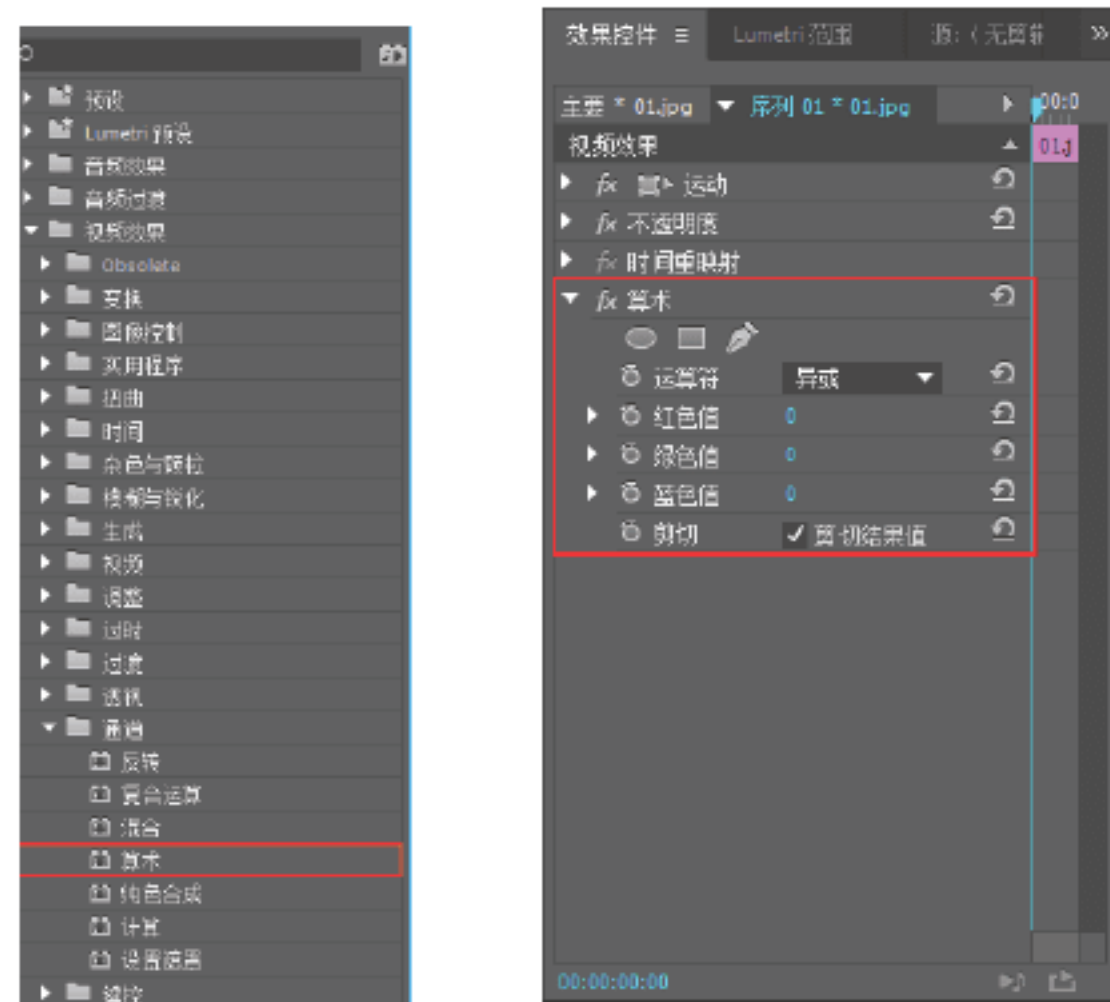 预设
Lumetri 预设
音频效果
音频过渡
视频效果
Obsolete
变换
图像控制
实用程序
扭曲
时间
杂色与颗粒
模糊与锐化
生成
视频
调整
过时
过渡
透视
通道
反转
复合运算
混合
算术
纯色合成
计算
设置遮罩
键控
效果控件 Lumetri 范围 源:（无剪辑 »
主要 * 01.jpg 序列 01 * 01.jpg 00:0
视频效果 01.j
fx 运动
fx 不透明度
fx 时间重映射
fx 算术
运算符 异或
红色值 0
绿色值 0
蓝色值 0
剪切 剪切结果值
00:00:00:00